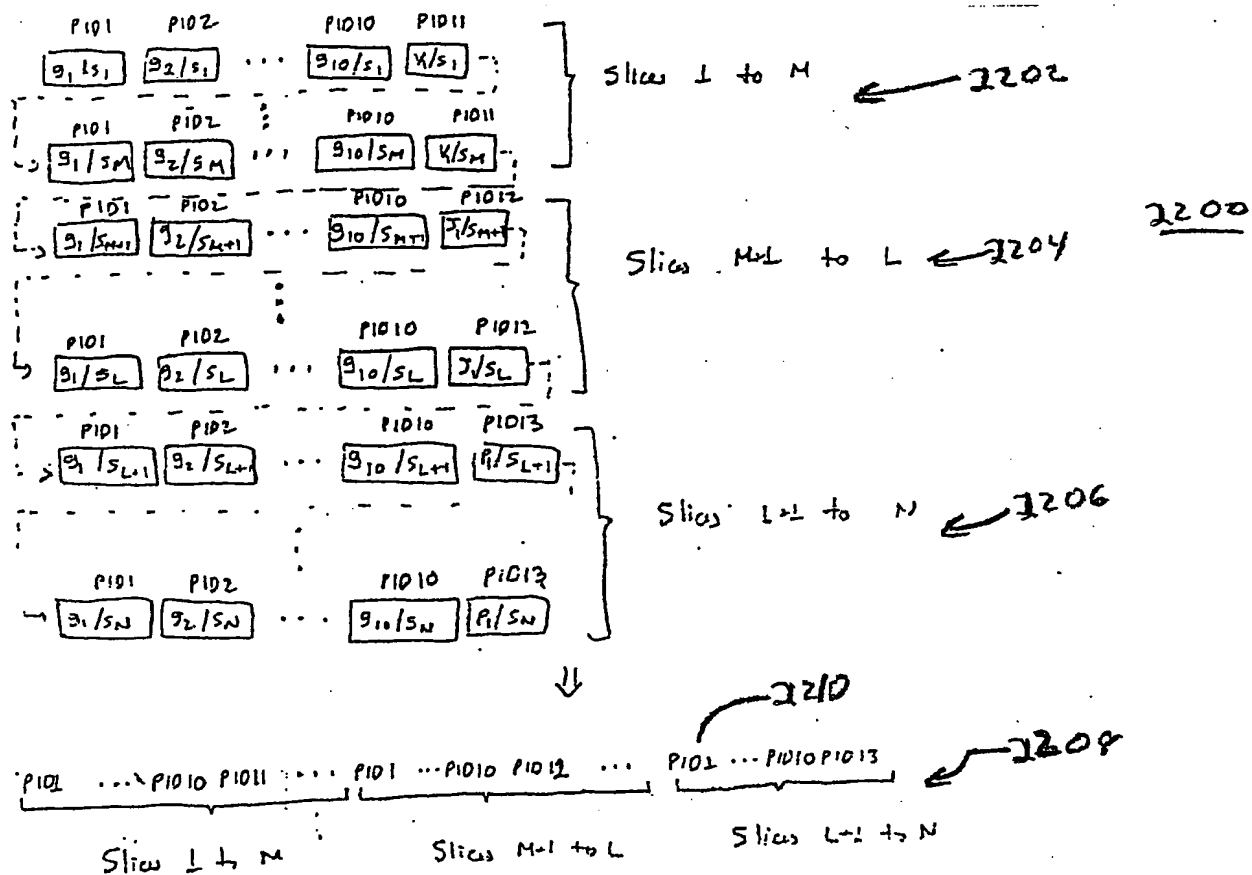 PID1 PID2 PID10 PID11
g1/s1 g2/s1 ... g10/s1 V1/s1
Slices 1 to M 2202
PID1 PID2 PID10 PID11
g1/sM g2/sM ... g10/sM V1/sM
PID1 PID2 PID10 PID12
g1/sM+1 g2/sM+1 ... g10/sM+1 J1/sM+1
2200
Slices M+1 to L 2204
PID1 PID2 PID10 PID12
g1/sL g2/sL ... g10/sL J1/sL
PID1 PID2 PID10 PID13
g1/sL+1 g2/sL+1 ... g10/sL+1 P1/sL+1
Slices L+1 to N 2206
PID1 PID2 PID10 PID13
g1/sN g2/sN ... g10/sN P1/sN
⇓
2210
PID1 ... PID10 PID11 ... PID1 ... PID10 PID12 ... PID1 ... PID10 PID13 2208
Slices 1 to M Slices M+1 to L Slices L+1 to N